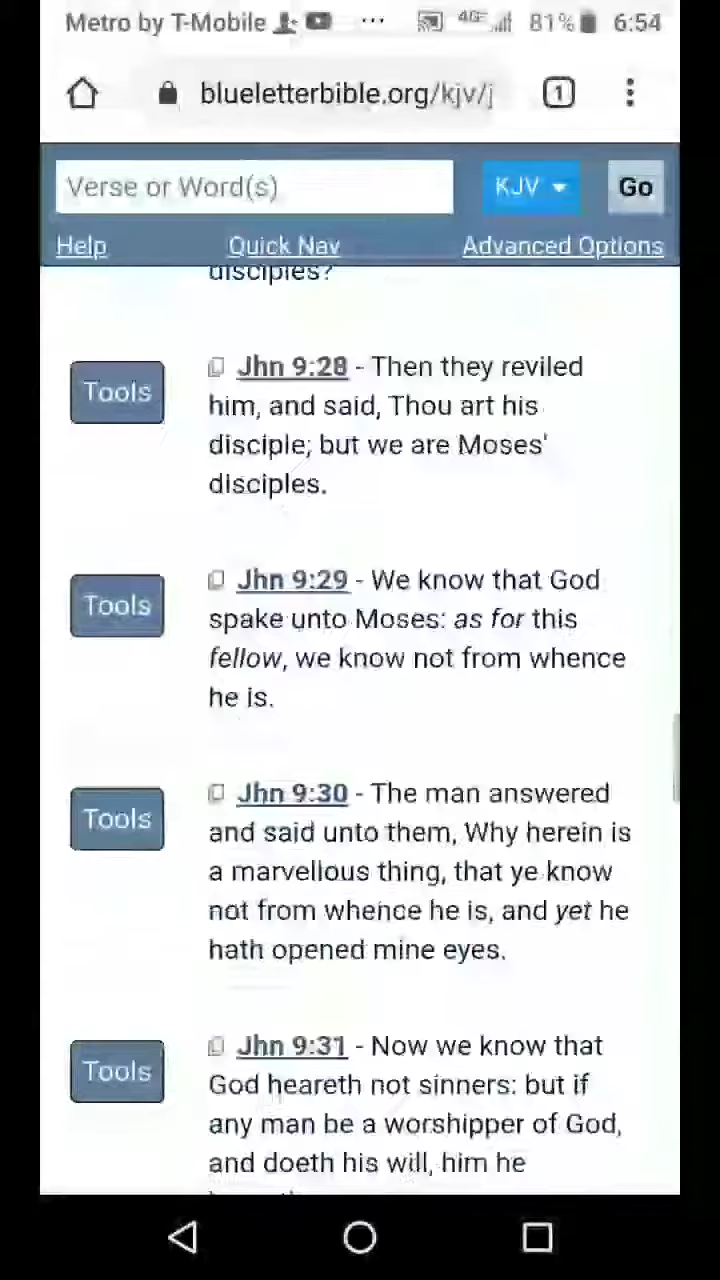 Metro by T-Mobile ... 4G 81% 6:54
blueletterbible.org/kjv/j 1
Verse or Word(s) KJV Go
Help Quick Nav Advanced Options
disciples?
Tools Jhn 9:28 - Then they reviled
him, and said, Thou art his
disciple; but we are Moses'
disciples.
Tools Jhn 9:29 - We know that God
spake unto Moses: as for this
fellow, we know not from whence
he is.
Tools Jhn 9:30 - The man answered
and said unto them, Why herein is
a marvellous thing, that ye know
not from whence he is, and yet he
hath opened mine eyes.
Tools Jhn 9:31 - Now we know that
God heareth not sinners: but if
any man be a worshipper of God,
and doeth his will, him he